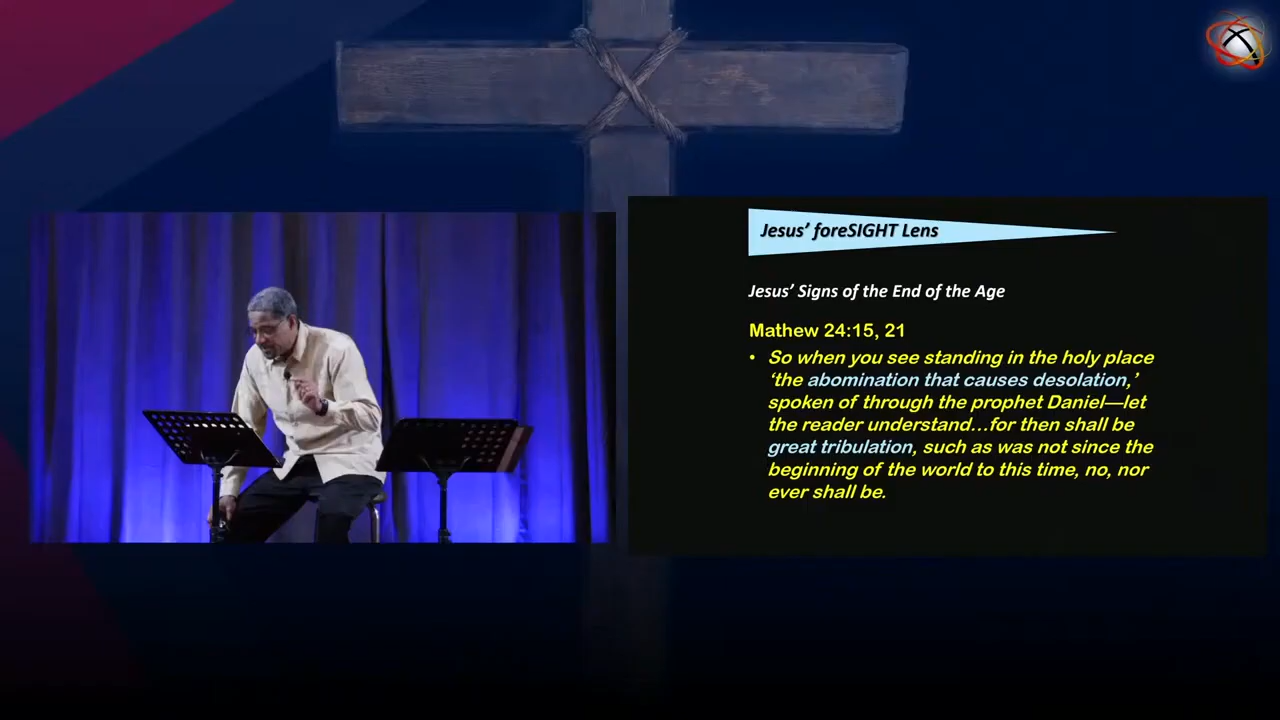 Jesus’ foreSIGHT Lens
Jesus’ Signs of the End of the Age
Mathew 24:15, 21
• So when you see standing in the holy place
‘the abomination that causes desolation,’
spoken of through the prophet Daniel—let
the reader understand...for then shall be
great tribulation, such as was not since the
beginning of the world to this time, no, nor
ever shall be.